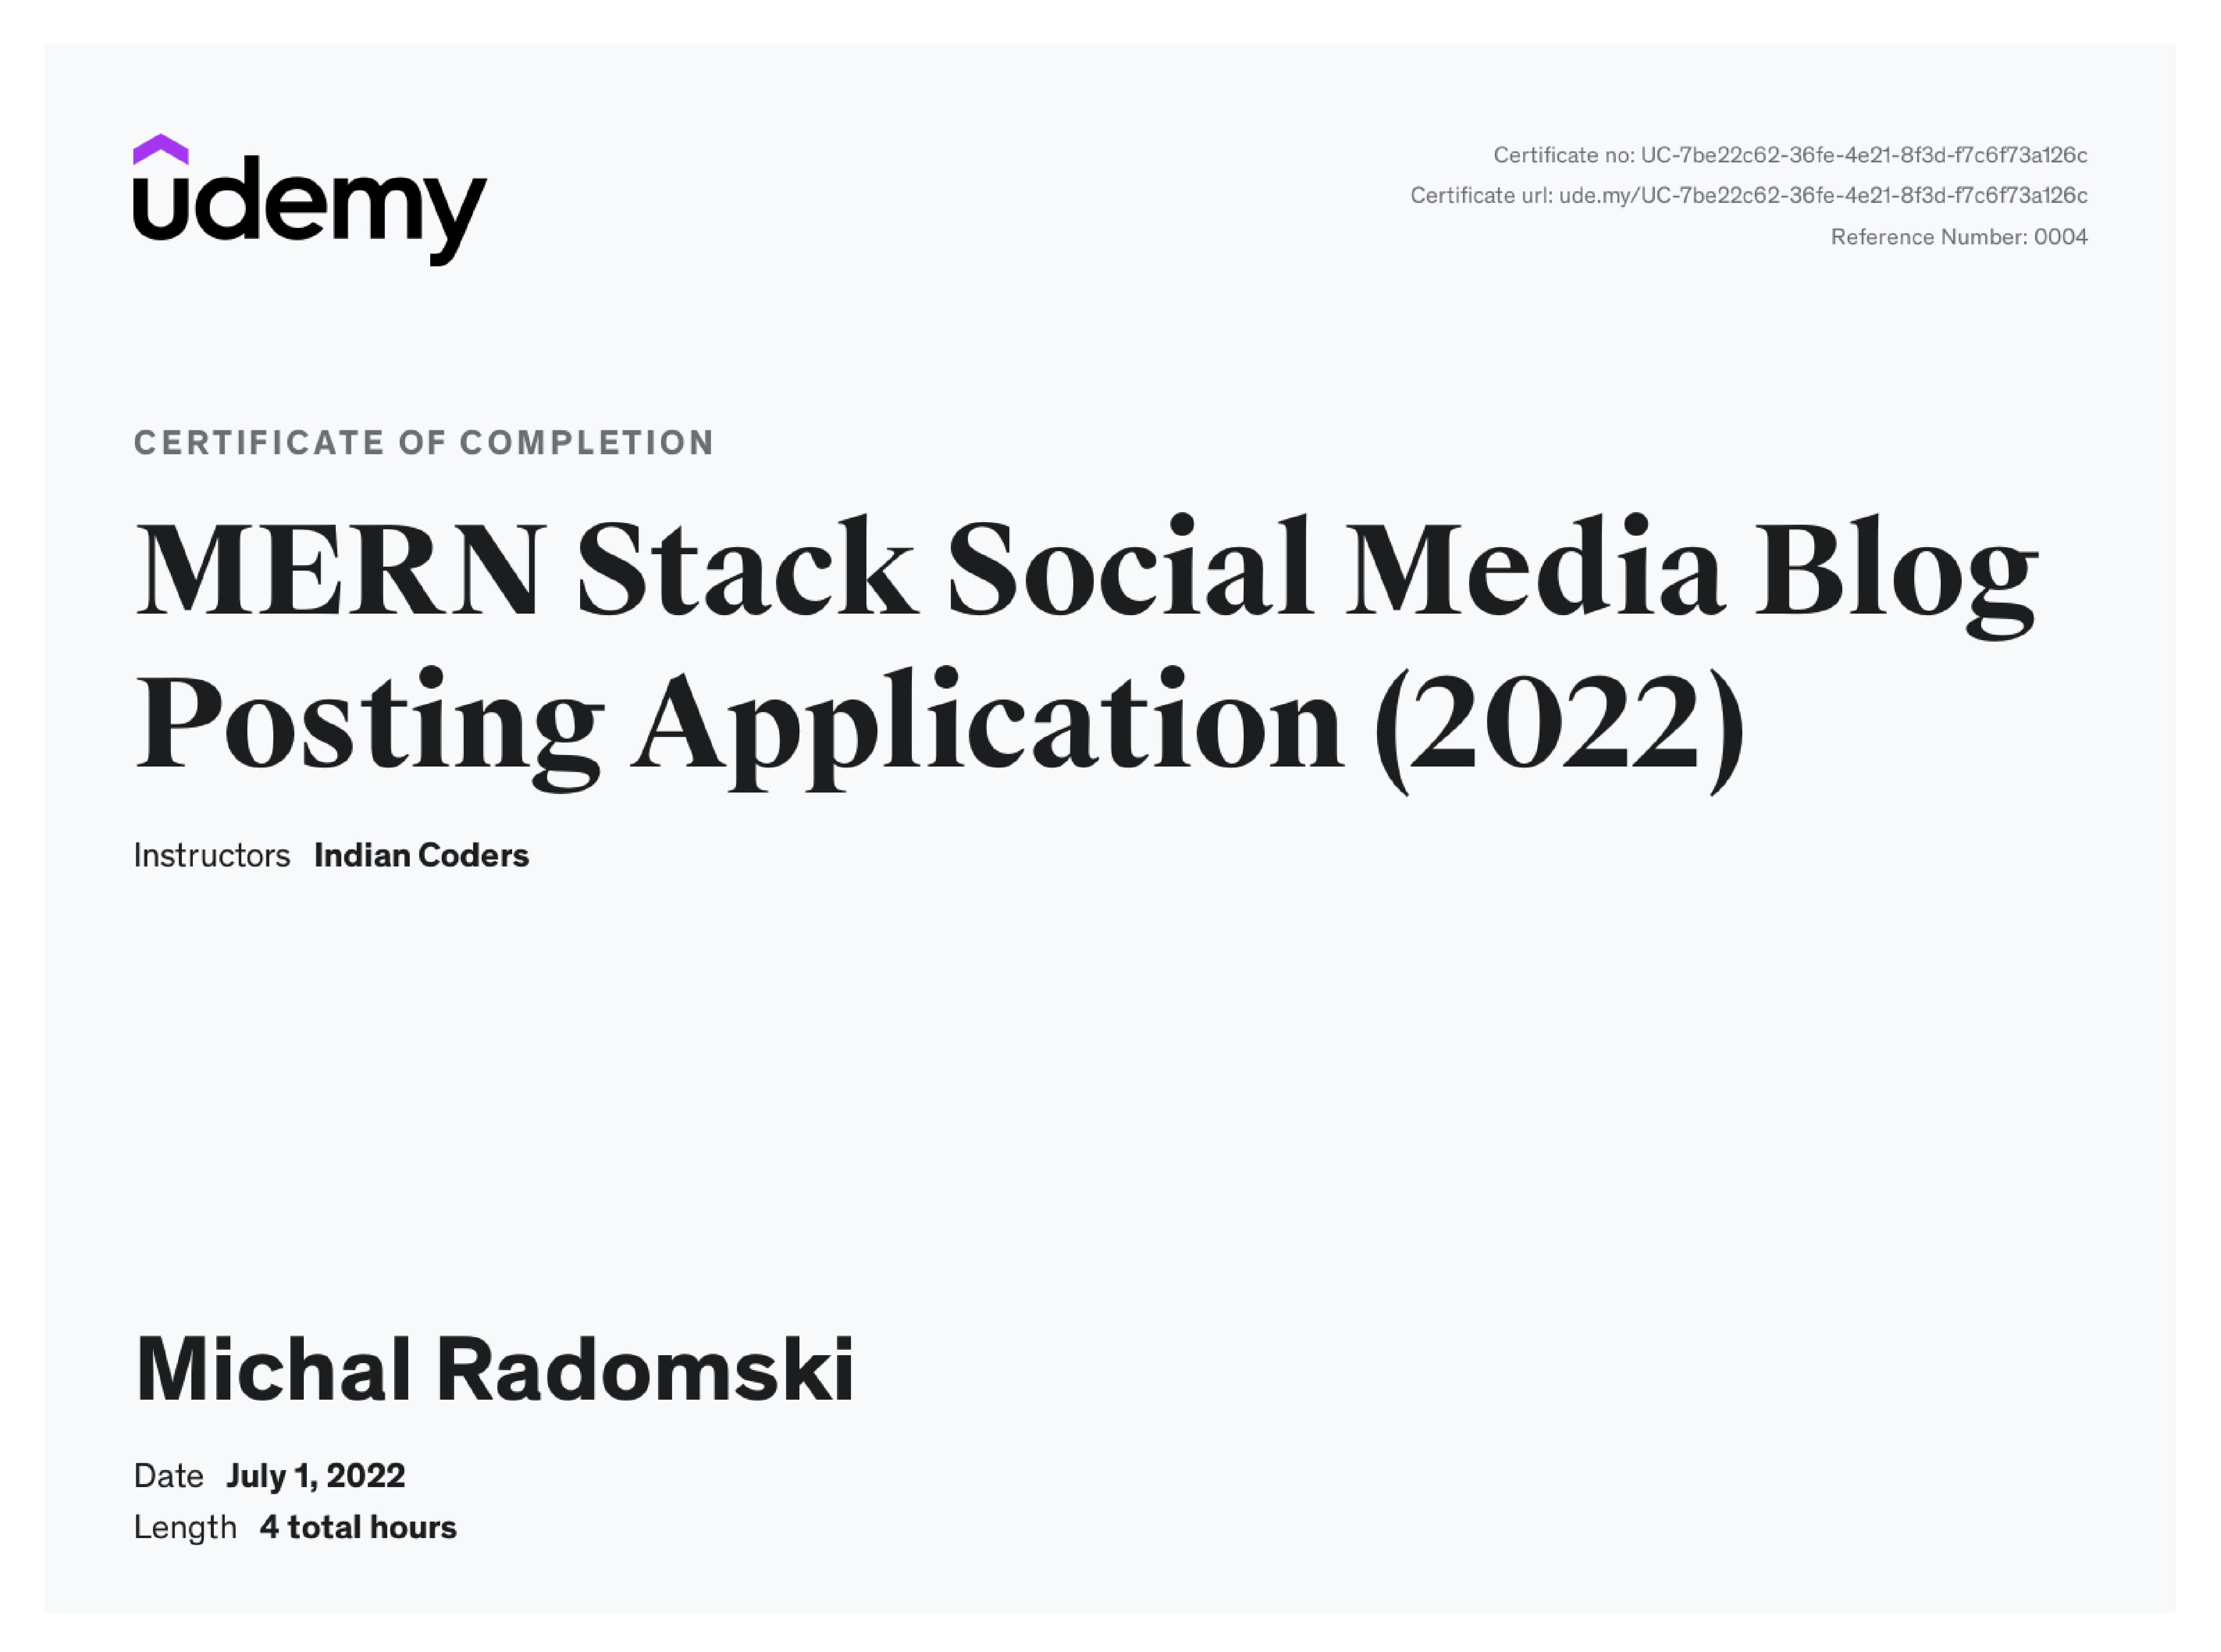 udemy
Certificate no: UC-7be22c62-36fe-4e21-8f3d-f7c6f73a126c
Certificate url: ude.my/UC-7be22c62-36fe-4e21-8f3d-f7c6f73a126c
Reference Number: 0004
CERTIFICATE OF COMPLETION
MERN Stack Social Media Blog
Posting Application (2022)
Instructors Indian Coders
Michal Radomski
Date July 1, 2022
Length 4 total hours